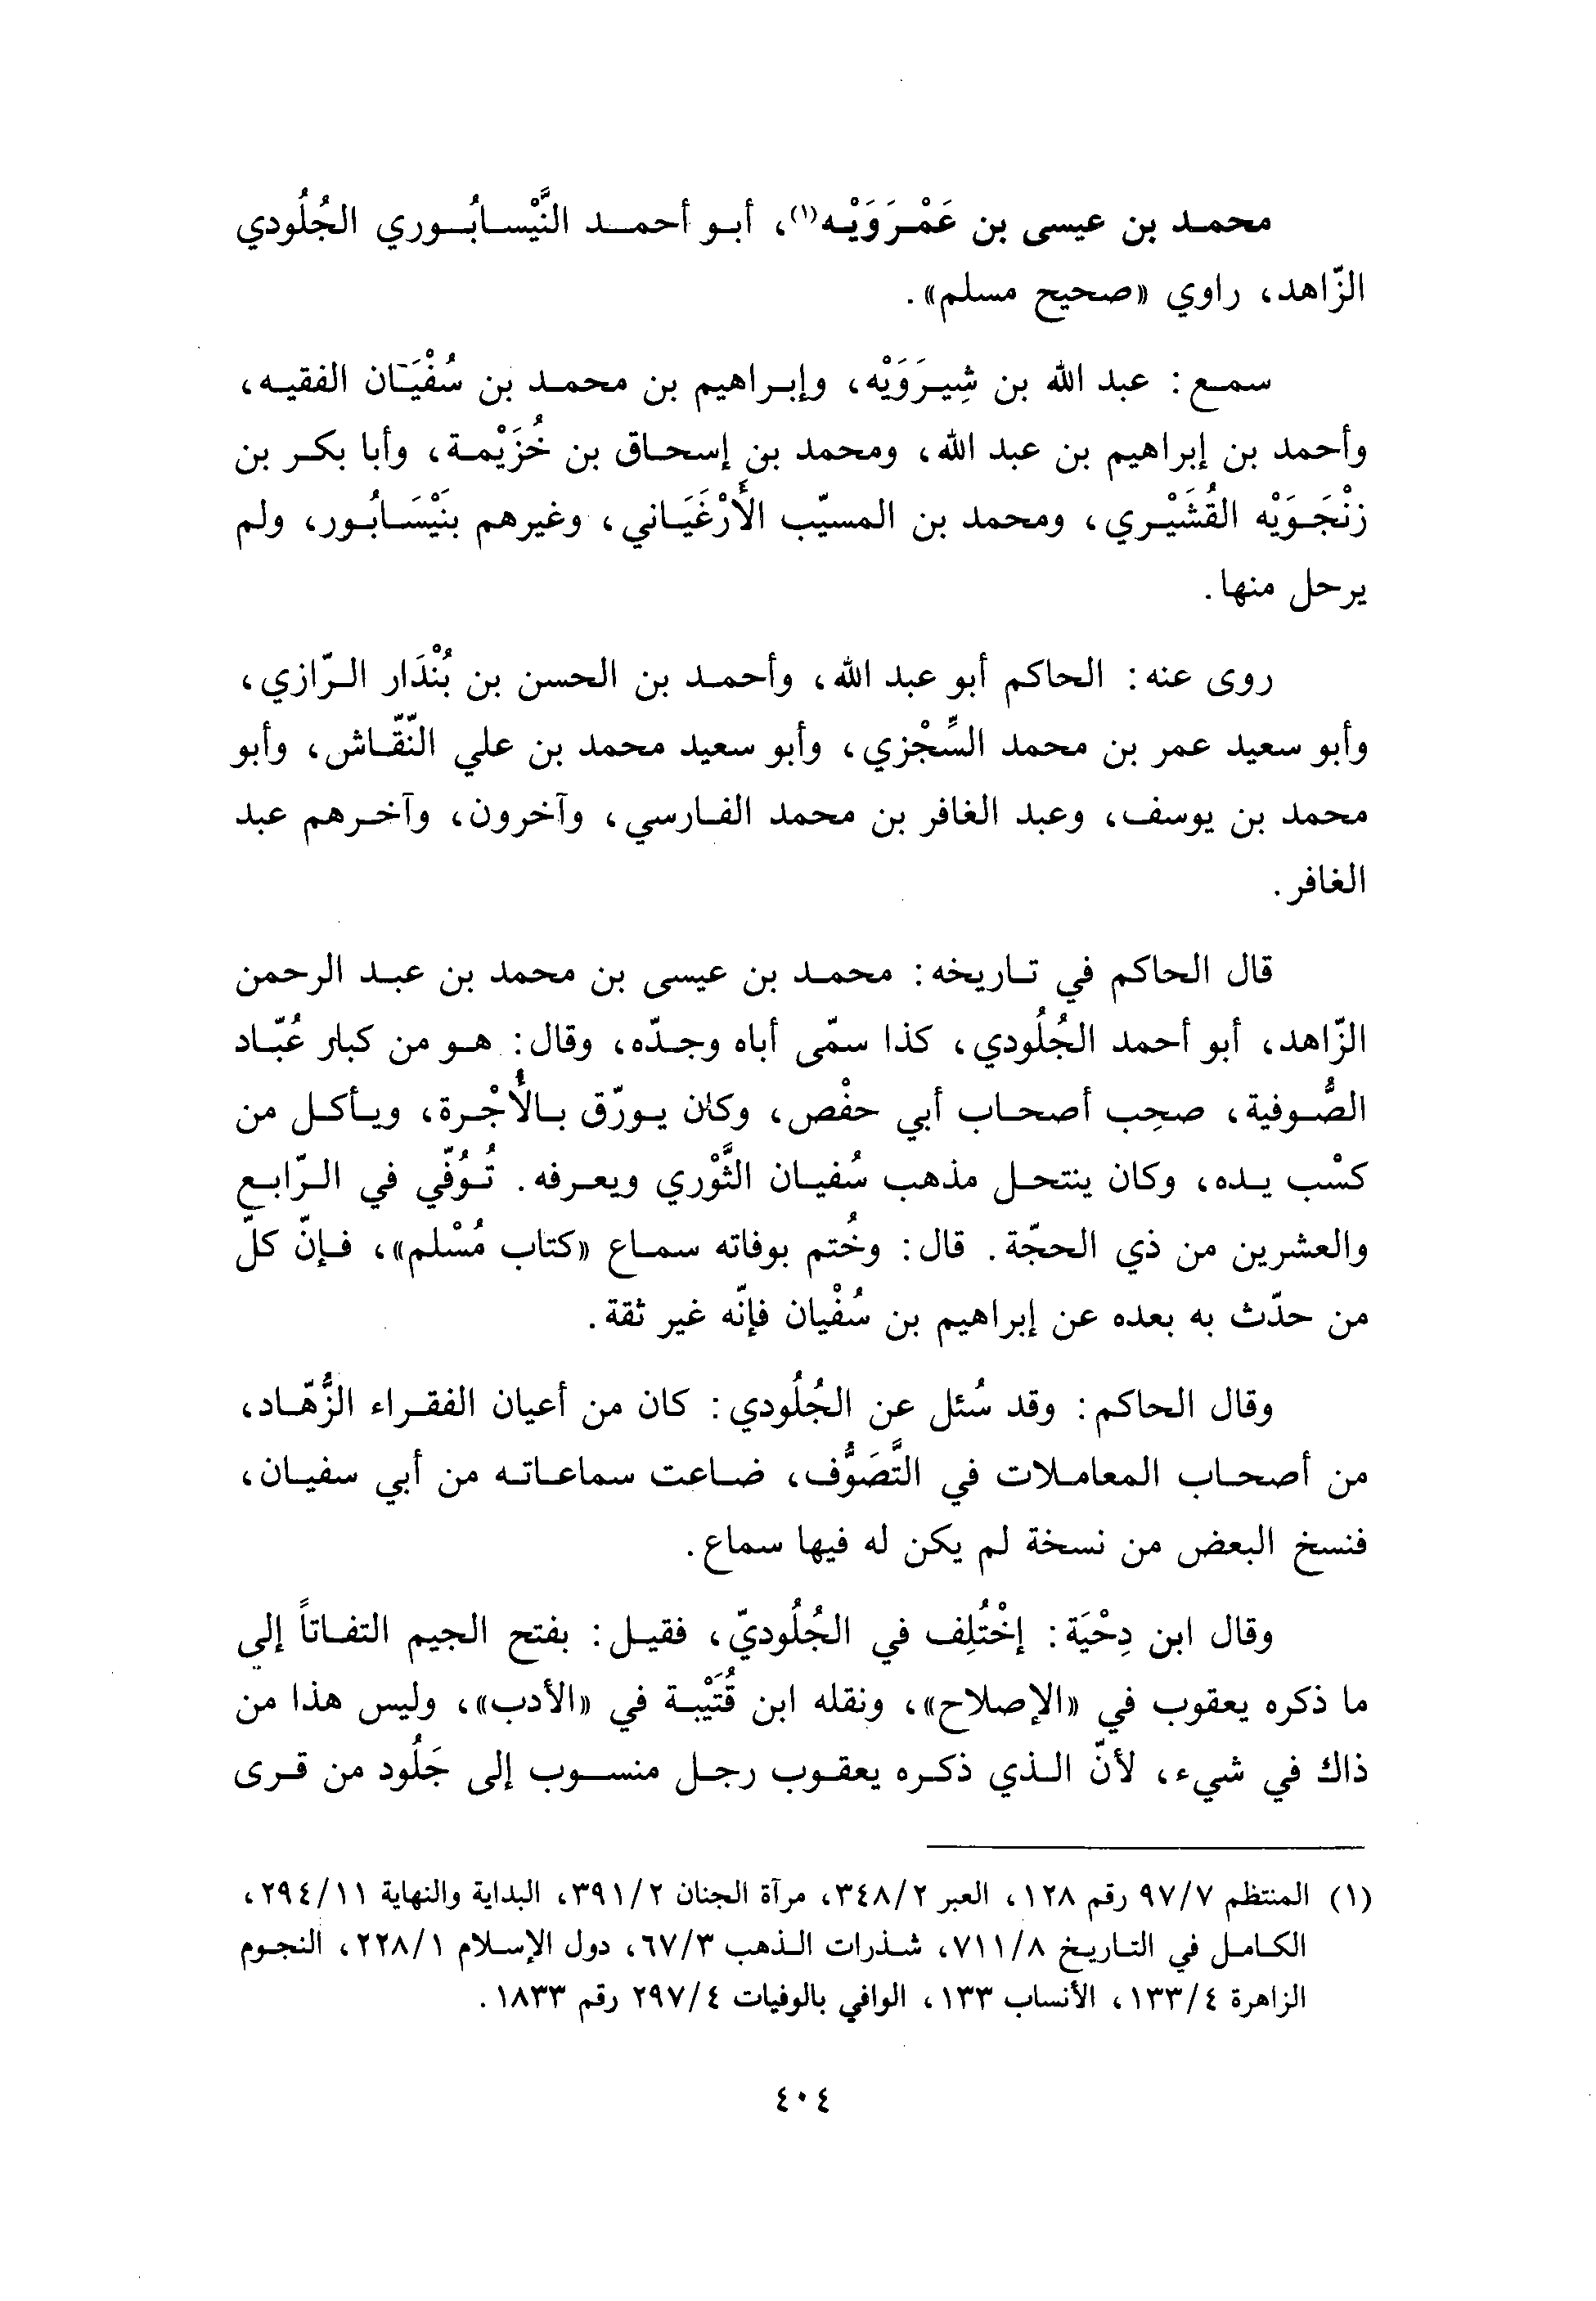 محمد بن عيسى بن عَمْرَوَيْه(١)، أبو أحمد النَّيْسابُوري الجُلُودي
الزّاهد، راوي «صحيح مسلم».
سمع: عبد الله بن شِيرَوَيْه، وإبراهيم بن محمد بن سُفْيَان الفقيه،
وأحمد بن إبراهيم بن عبد الله، ومحمد بن إسحاق بن خُزَيْمة، وأبا بكر بن
زنْجَوَيْه القُشَيْري، ومحمد بن المسيّب الأَرْغَيَاني، وغيرهم بنَيْسَابُور، ولم
يرحل منها.
روى عنه: الحاكم أبو عبد الله، وأحمد بن الحسن بن بُنْدَار الرّازي،
وأبو سعيد عمر بن محمد السِّجْزي، وأبو سعيد محمد بن علي النّقّاش، وأبو
محمد بن يوسف، وعبد الغافر بن محمد الفارسي، وآخرون، وآخرهم عبد
الغافر.
قال الحاكم في تاريخه: محمد بن عيسى بن محمد بن عبد الرحمن
الزّاهد، أبو أحمد الجُلُودي، كذا سمّى أباه وجدّه، وقال: هو من كبار عُبّاد
الصُّوفية، صحِب أصحاب أبي حفْص، وكان يورّق بالأُجْرة، ويأكل من
كسْب يده، وكان ينتحل مذهب سُفيان الثَّوْري ويعرفه. تُوُفّي في الرّابع
والعشرين من ذي الحجّة. قال: وخُتم بوفاته سماع «كتاب مُسْلم»، فإنّ كلّ
من حدّث به بعده عن إبراهيم بن سُفْيان فإنّه غير ثقة.
وقال الحاكم: وقد سُئل عن الجُلُودي: كان من أعيان الفقراء الزُّهّاد،
من أصحاب المعاملات في التَّصَوُّف، ضاعت سماعاته من أبي سفيان،
فنسخ البعض من نسخة لم يكن له فيها سماع.
وقال ابن دِحْيَة: إخْتُلِف في الجُلُوديّ، فقيل: بفتح الجيم التفاتاً إلي
ما ذكره يعقوب في «الإصلاح»، ونقله ابن قُتَيْبة في «الأدب»، وليس هذا من
ذاك في شيء، لأنّ الذي ذكره يعقوب رجل منسوب إلى جَلُود من قرى
(١) المنتظم ٩٧/٧ رقم ١٢٨، العبر ٣٤٨/٢، مرآة الجنان ٣٩١/٢، البداية والنهاية ٢٩٤/١١،
الكامل في التاريخ ٧١١/٨، شذرات الذهب ٦٧/٣، دول الإسلام ٢٢٨/١، النجوم
الزاهرة ١٣٣/٤، الأنساب ١٣٣، الوافي بالوفيات ٢٩٧/٤ رقم ١٨٣٣.
٤٠٤